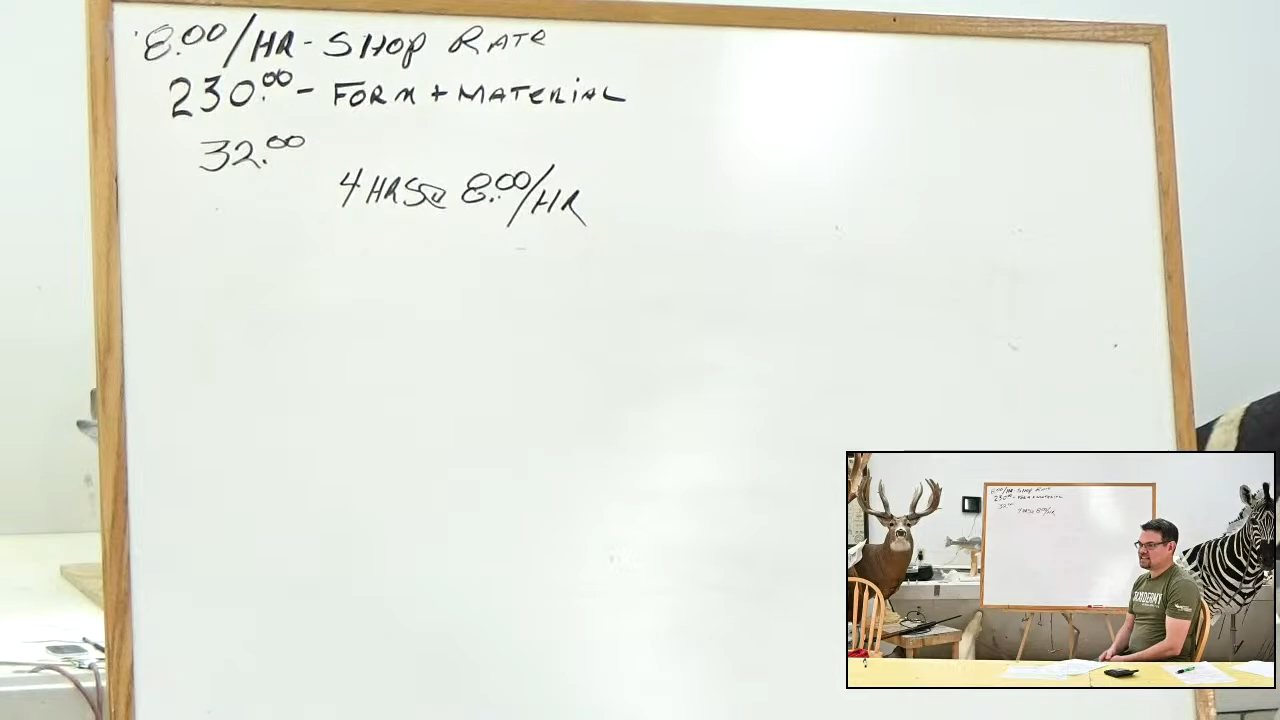 8.00/HR - SHOP RATE
230.00 - FORM + MATERIAL
32.00
4 HRS @ 8.00/HR